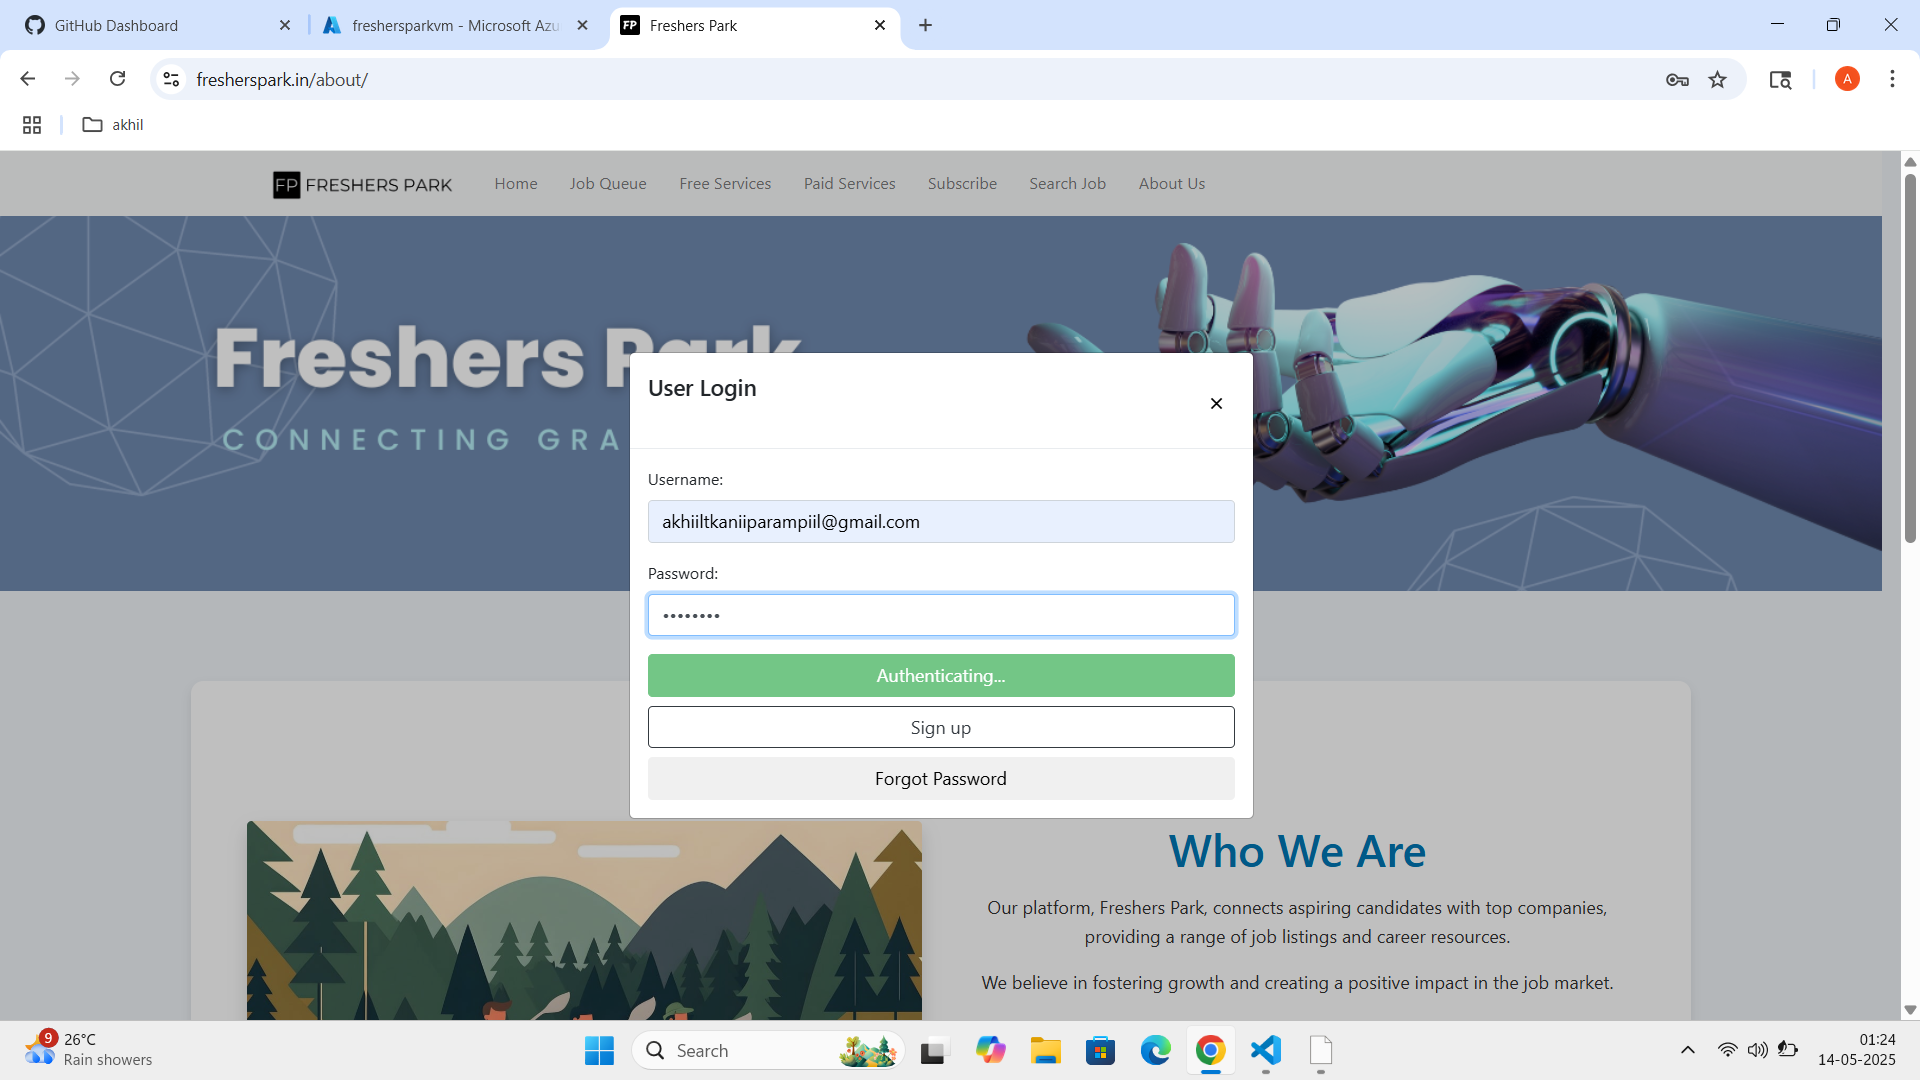 GitHub Dashboard
freshersparkvm - Microsoft Azu
FP Freshers Park
fresherspark.in/about/
A
akhil
FP FRESHERS PARK
Home
Job Queue
Free Services
Paid Services
Subscribe
Search Job
About Us
Freshers Park
CONNECTING GRA
User Login
Username:
akhiiltkaniiparampiil@gmail.com
Password:
••••••••
Authenticating...
Sign up
Forgot Password
Who We Are
Our platform, Freshers Park, connects aspiring candidates with top companies,
providing a range of job listings and career resources.
We believe in fostering growth and creating a positive impact in the job market.
9
26°C
Rain showers
Search
01:24
14-05-2025